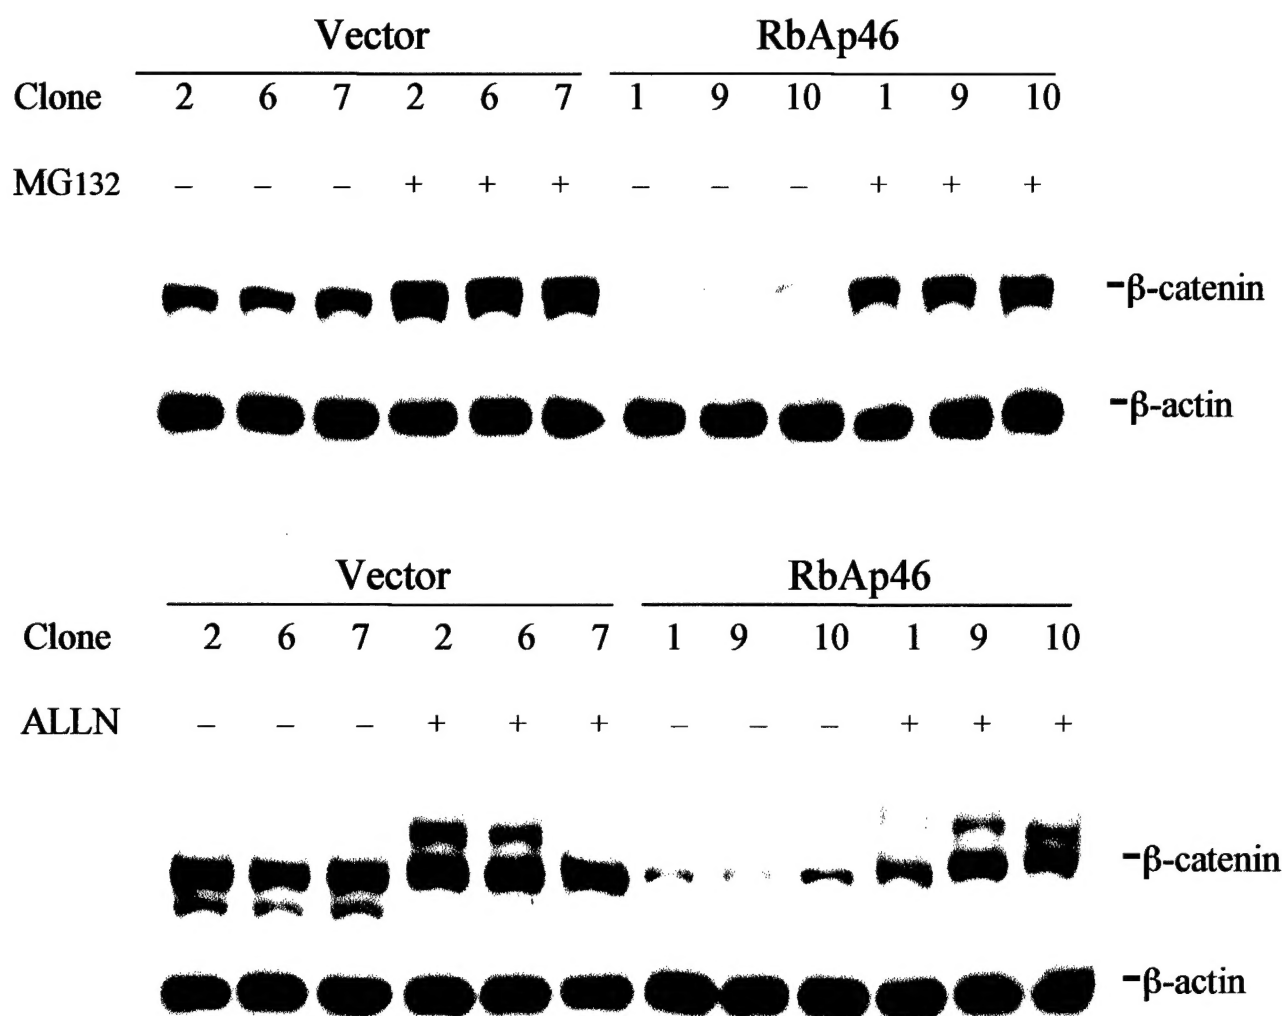 Vector RbAp46
Clone 2 6 7 2 6 7 1 9 10 1 9 10
MG132 – – – + + + – – – + + +
-β-catenin
-β-actin
Vector RbAp46
Clone 2 6 7 2 6 7 1 9 10 1 9 10
ALLN – – – + + + – – – + + +
-β-catenin
-β-actin